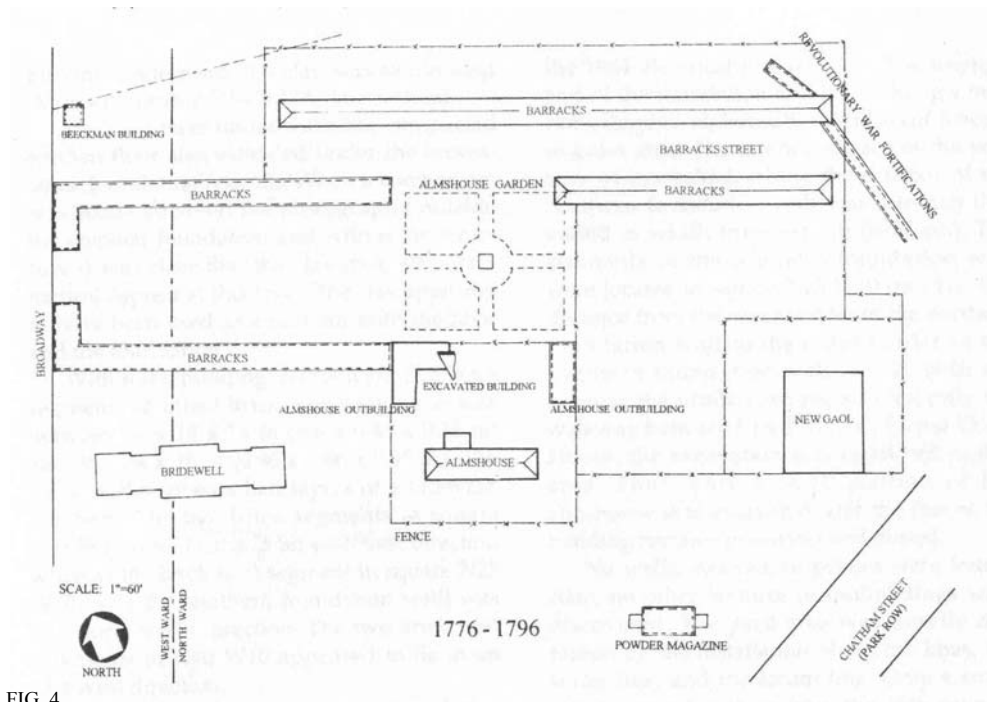 REVOLUTIONARY WAR FORTIFICATIONS
BARRACKS
BEECKMAN BUILDING
BARRACKS STREET
BARRACKS
ALMSHOUSE GARDEN
BARRACKS
BROADWAY
BARRACKS
EXCAVATED BUILDING
ALMSHOUSE OUTBUILDING
ALMSHOUSE OUTBUILDING
NEW GAOL
BRIDEWELL
ALMSHOUSE
FENCE
SCALE: 1"=60'
WEST WARD
NORTH WARD
CHATHAM STREET
(PARK ROW)
1776 - 1796
POWDER MAGAZINE
NORTH
FIG. 4